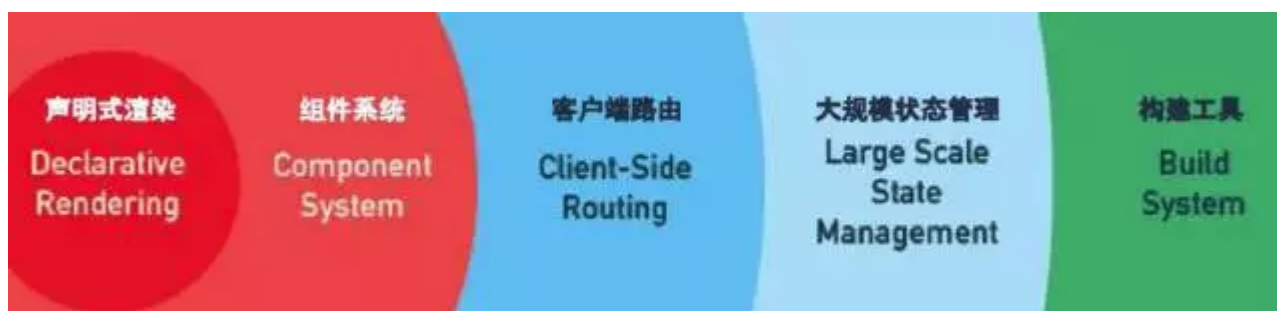 声明式渲染
Declarative
Rendering
组件系统
Component
System
客户端路由
Client-Side
Routing
大规模状态管理
Large Scale
State
Management
构建工具
Build
System